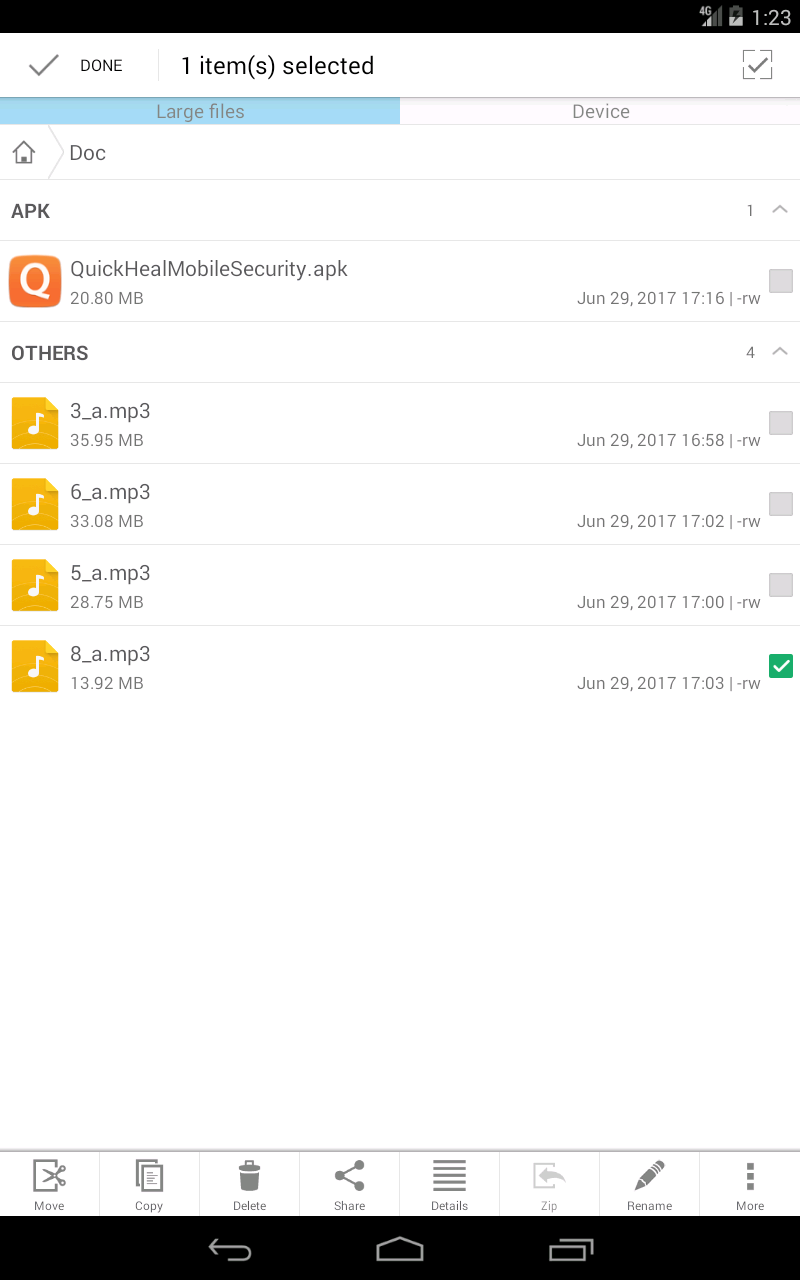 4G 1:23
DONE 1 item(s) selected
Large files Device
Doc
APK 1
QuickHealMobileSecurity.apk
20.80 MB Jun 29, 2017 17:16 | -rw
OTHERS 4
3_a.mp3
35.95 MB Jun 29, 2017 16:58 | -rw
6_a.mp3
33.08 MB Jun 29, 2017 17:02 | -rw
5_a.mp3
28.75 MB Jun 29, 2017 17:00 | -rw
8_a.mp3
13.92 MB Jun 29, 2017 17:03 | -rw
Move Copy Delete Share Details Zip Rename More